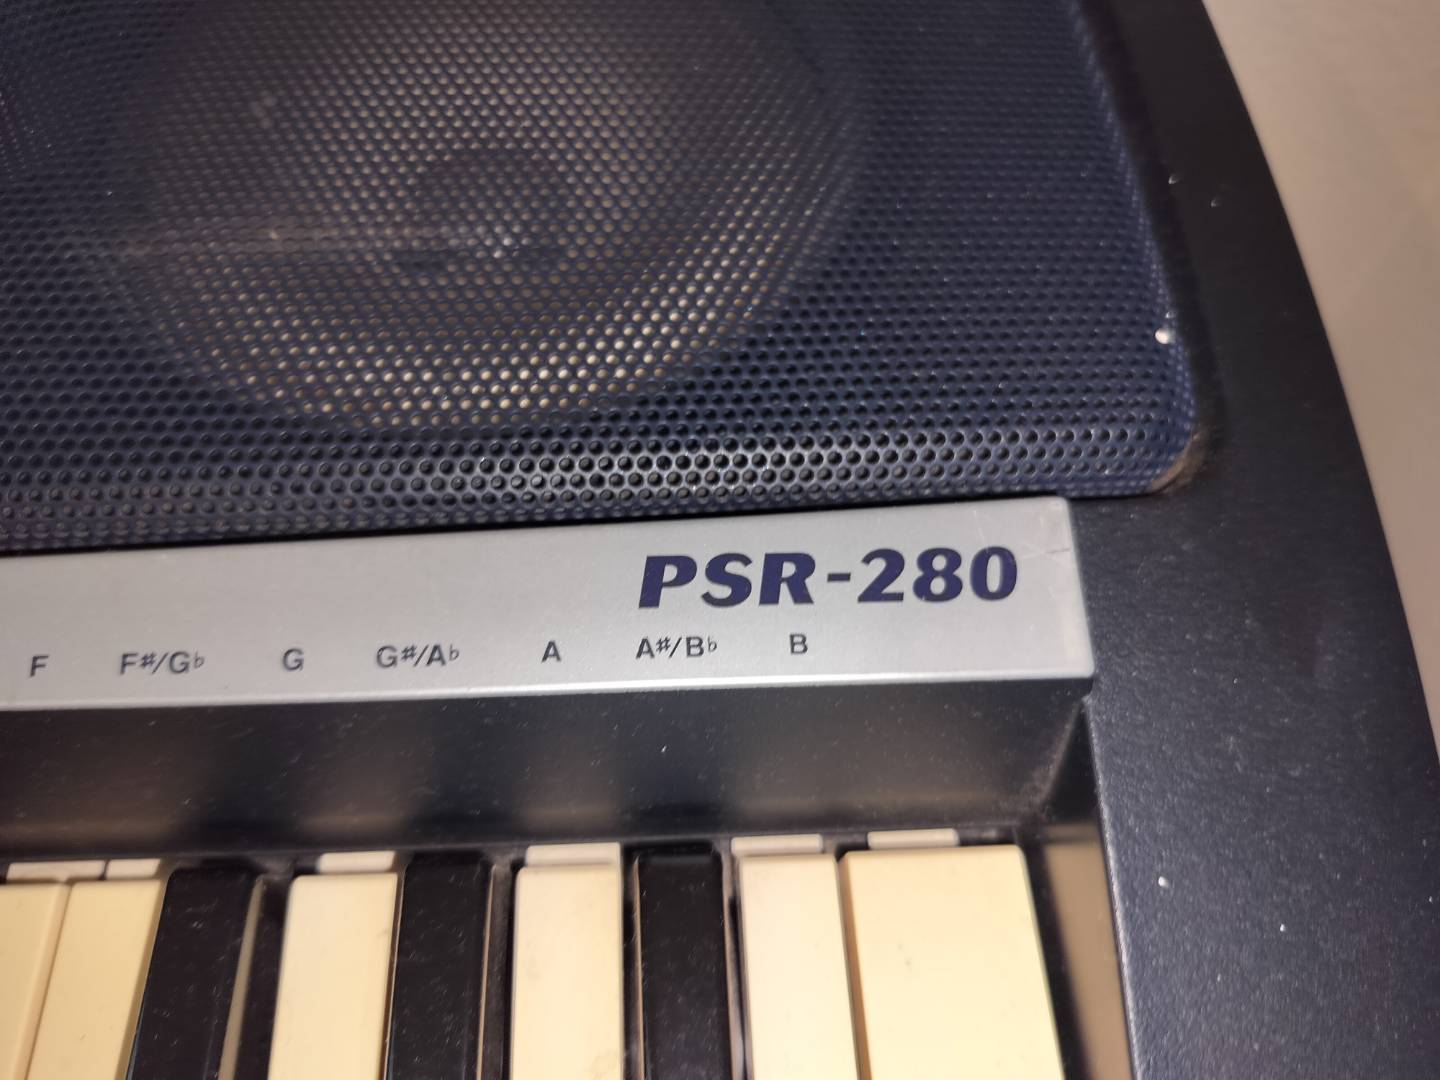 PSR-280
F F♯/G♭ G G♯/A♭ A A♯/B♭ B